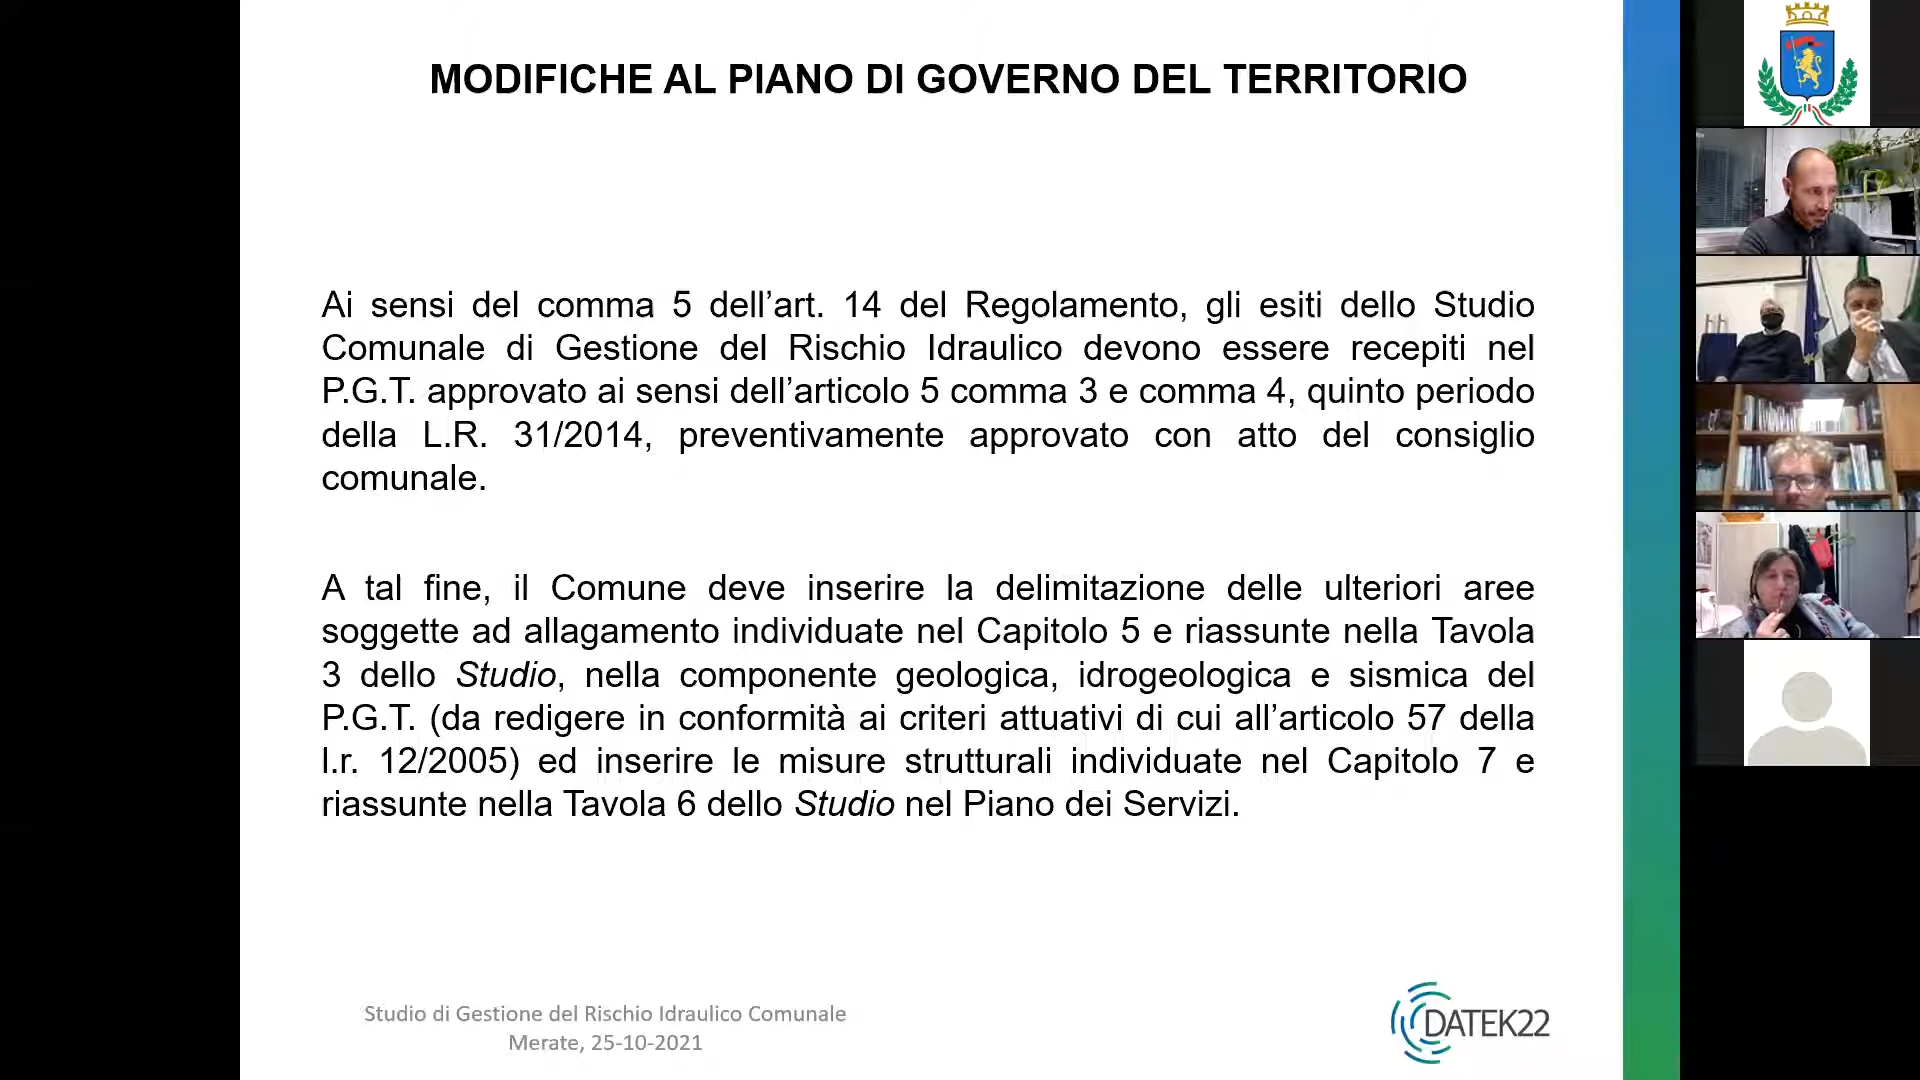 MODIFICHE AL PIANO DI GOVERNO DEL TERRITORIO
Ai sensi del comma 5 dell’art. 14 del Regolamento, gli esiti dello Studio
Comunale di Gestione del Rischio Idraulico devono essere recepiti nel
P.G.T. approvato ai sensi dell’articolo 5 comma 3 e comma 4, quinto periodo
della L.R. 31/2014, preventivamente approvato con atto del consiglio
comunale.
A tal fine, il Comune deve inserire la delimitazione delle ulteriori aree
soggette ad allagamento individuate nel Capitolo 5 e riassunte nella Tavola
3 dello Studio, nella componente geologica, idrogeologica e sismica del
P.G.T. (da redigere in conformità ai criteri attuativi di cui all’articolo 57 della
l.r. 12/2005) ed inserire le misure strutturali individuate nel Capitolo 7 e
riassunte nella Tavola 6 dello Studio nel Piano dei Servizi.
Studio di Gestione del Rischio Idraulico Comunale
Merate, 25-10-2021
DATEK22